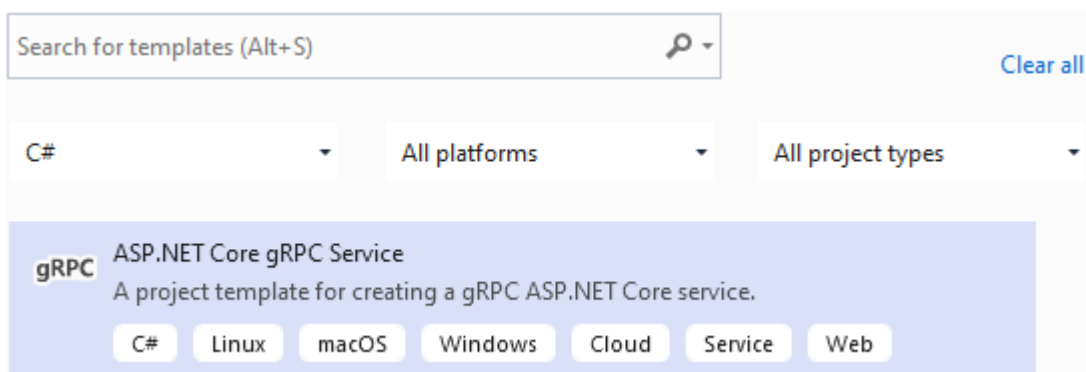 Search for templates (Alt+S)
Clear all
C# All platforms All project types
gRPC
ASP.NET Core gRPC Service
A project template for creating a gRPC ASP.NET Core service.
C# Linux macOS Windows Cloud Service Web